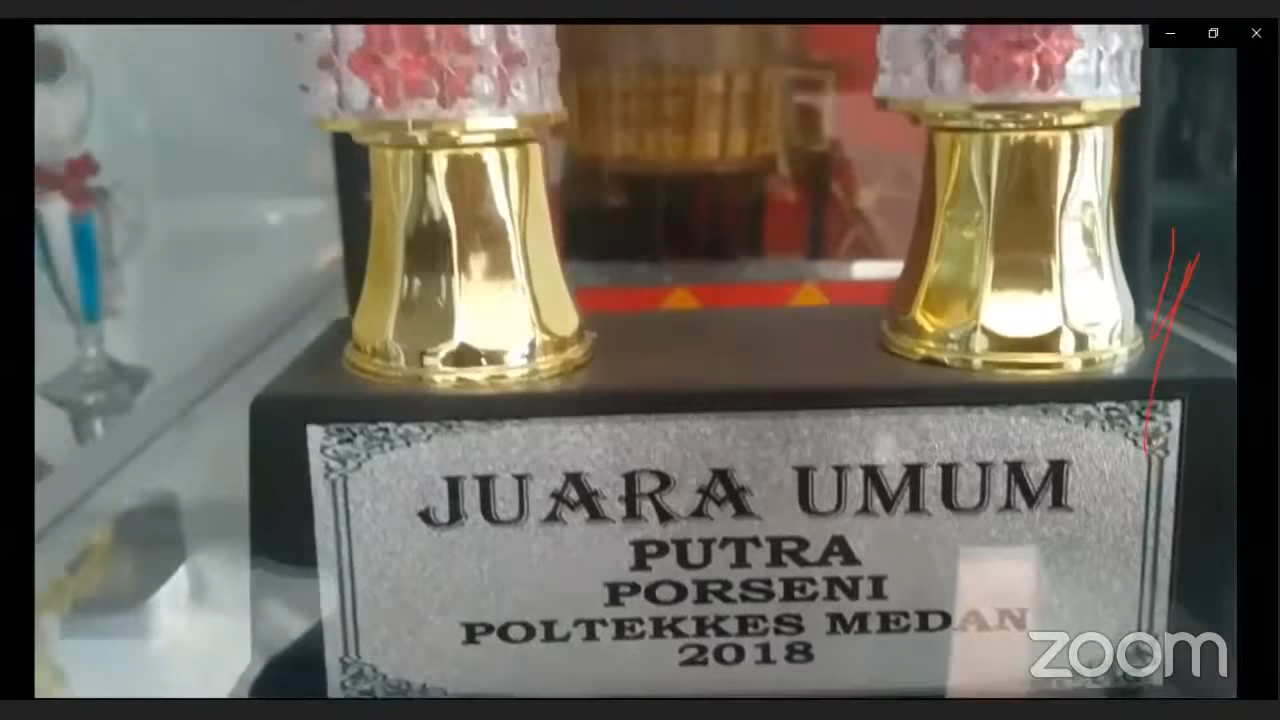 JUARA UMUM
PUTRA
PORSENI
POLTEKKES MEDAN
2018
zoom